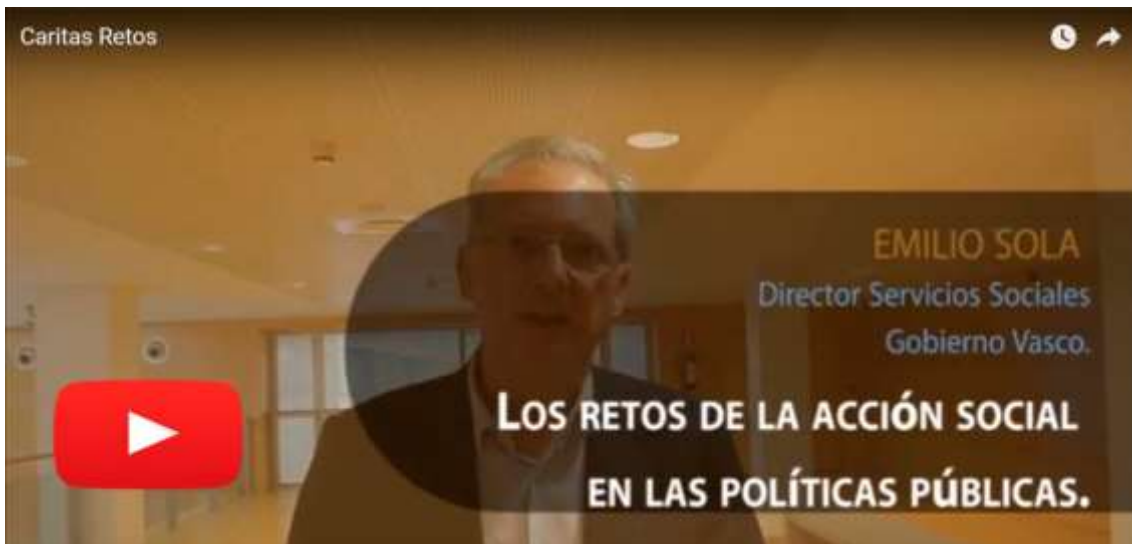 Caritas Retos
EMILIO SOLA
Director Servicios Sociales
Gobierno Vasco.
LOS RETOS DE LA ACCIÓN SOCIAL
EN LAS POLÍTICAS PÚBLICAS.